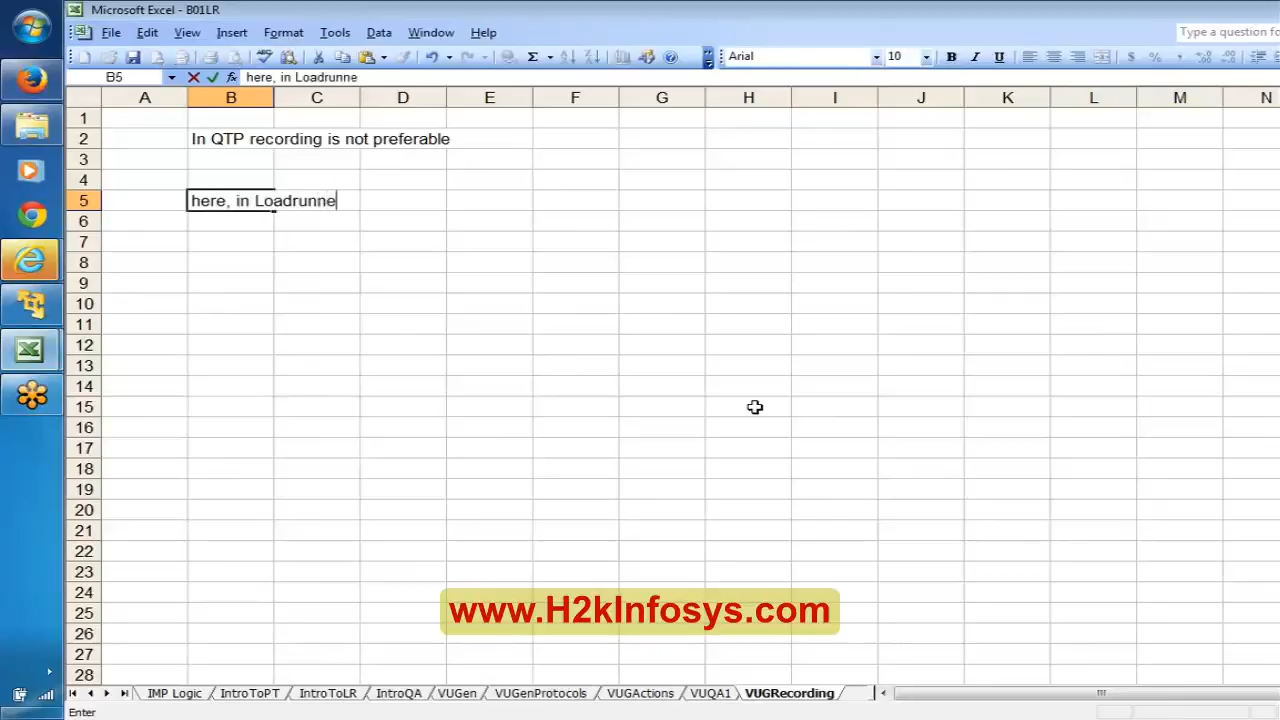 Microsoft Excel - B01LR
File Edit View Insert Format Tools Data Window Help Type a question fo
Arial 10 B I U $ %
B5 fx here, in Loadrunne
A B C D E F G H I J K L M N
1
2 In QTP recording is not preferable
3
4
5 here, in Loadrunne
6
7
8
9
10
11
12
13
14
15
16
17
18
19
20
21
22
23
24
25
26
27
28
www.H2kInfosys.com
IMP Logic IntroToPT IntroToLR IntroQA VUGen VUGenProtocols VUGActions VUQA1 VUGRecording
Enter